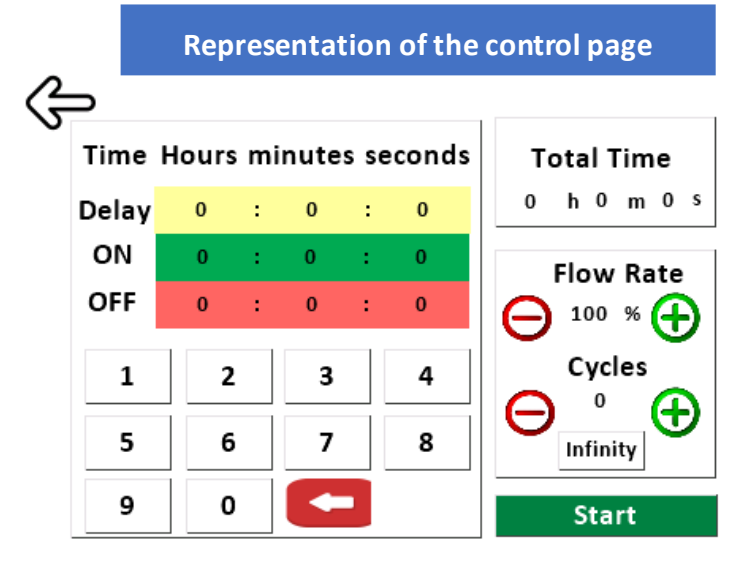 Representation of the control page
Time Hours minutes seconds
Delay 0 : 0 : 0
ON 0 : 0 : 0
OFF 0 : 0 : 0
1 2 3 4
5 6 7 8
9 0
Total Time
0 h 0 m 0 s
Flow Rate
100 %
Cycles
0
Infinity
Start